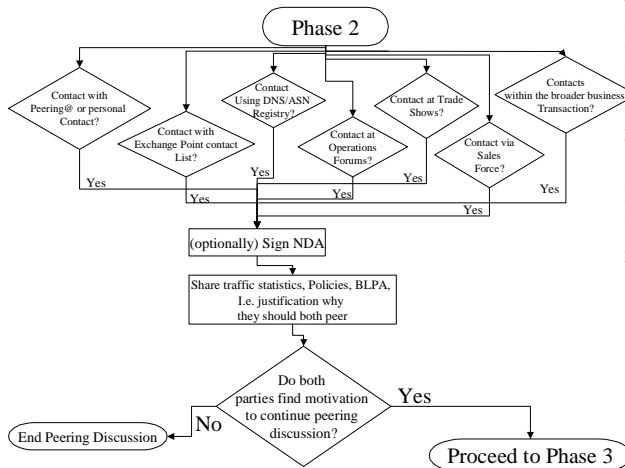 Phase 2
Contact with
Peering@ or personal
Contact?
Contact with
Exchange Point contact
List?
Contact
Using DNS/ASN
Registry?
Contact at
Operations
Forums?
Contact at Trade
Shows?
Contact via
Sales
Force?
Contacts
within the broader business
Transaction?
Yes
Yes
Yes
Yes
Yes
Yes
Yes
(optionally) Sign NDA
Share traffic statistics, Policies, BLPA,
I.e. justification why
they should both peer
Do both
parties find motivation
to continue peering
discussion?
Yes
No
End Peering Discussion
Proceed to Phase 3